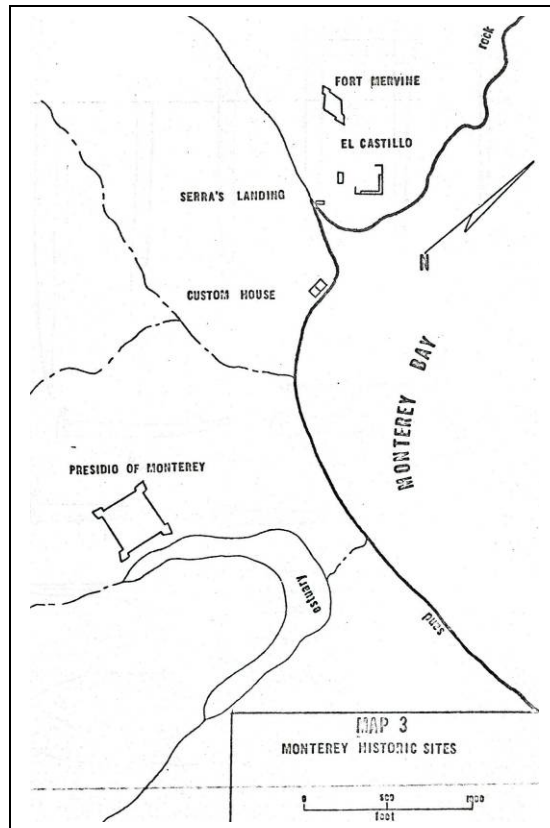 rock
FORT MERVINE
EL CASTILLO
SERRA'S LANDING
N
CUSTOM HOUSE
MONTEREY BAY
PRESIDIO OF MONTEREY
estuary
sand
MAP 3
MONTEREY HISTORIC SITES
0 500 1000
feet